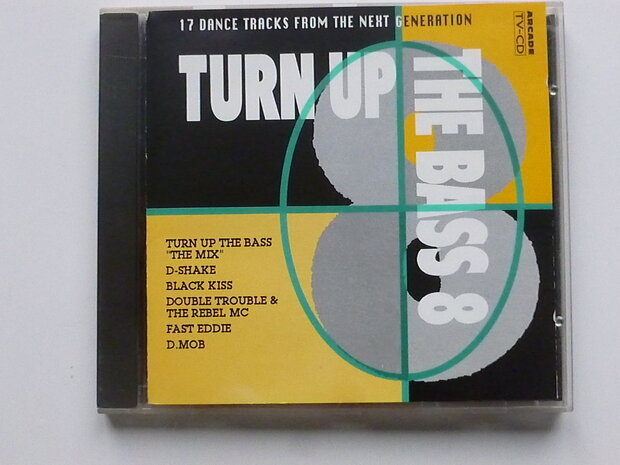 17 DANCE TRACKS FROM THE NEXT GENERATION
ARCADE
TV-CD
TURN UP
THE BASS 8
TURN UP THE BASS
"THE MIX"
D-SHAKE
BLACK KISS
DOUBLE TROUBLE &
THE REBEL MC
FAST EDDIE
D.MOB